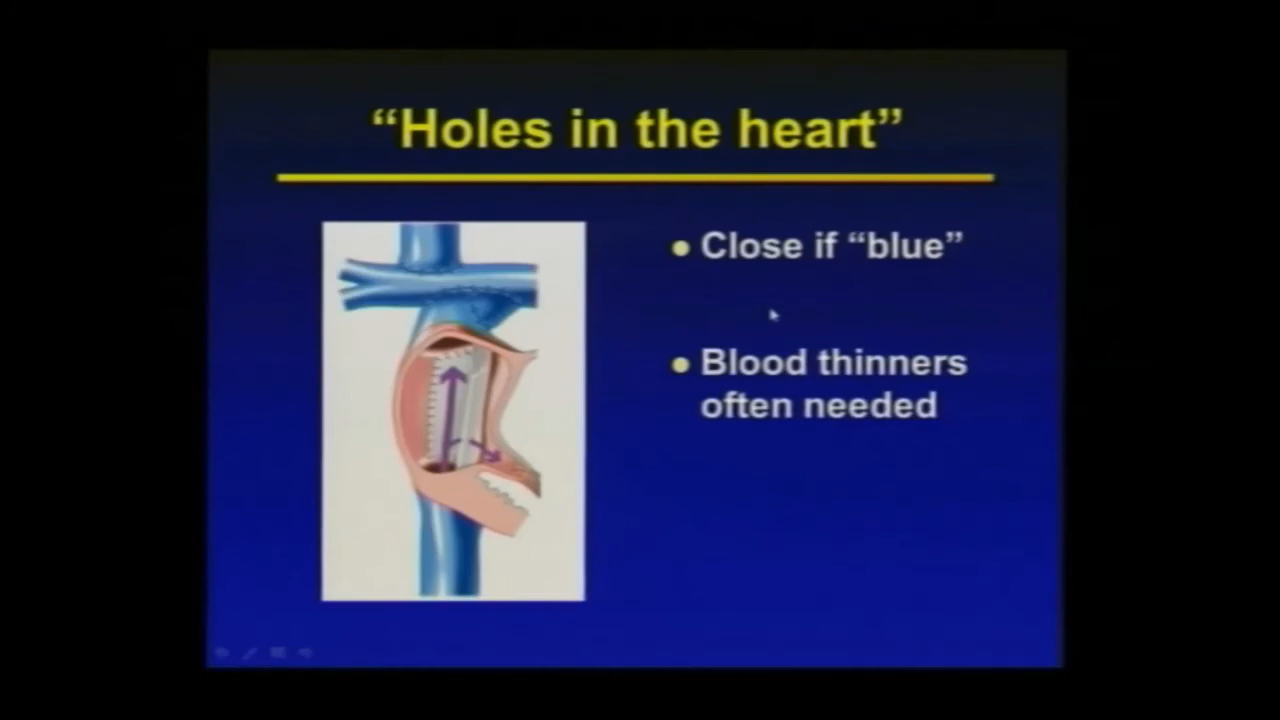 “Holes in the heart”
Close if “blue”
Blood thinners
often needed